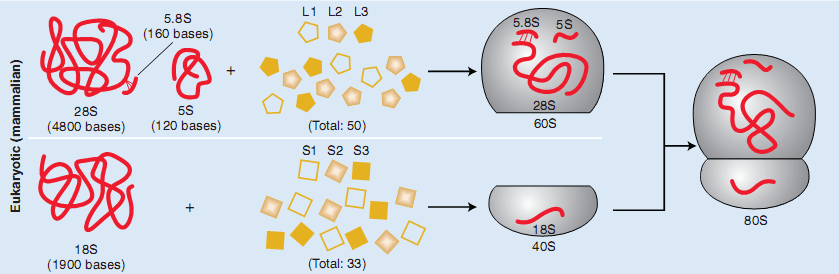 Eukaryotic (mammalian)
5.8S
(160 bases)
28S
(4800 bases)
5S
(120 bases)
+
L1 L2 L3
(Total: 50)
5.8S 5S
28S
60S
18S
(1900 bases)
+
S1 S2 S3
(Total: 33)
18S
40S
80S